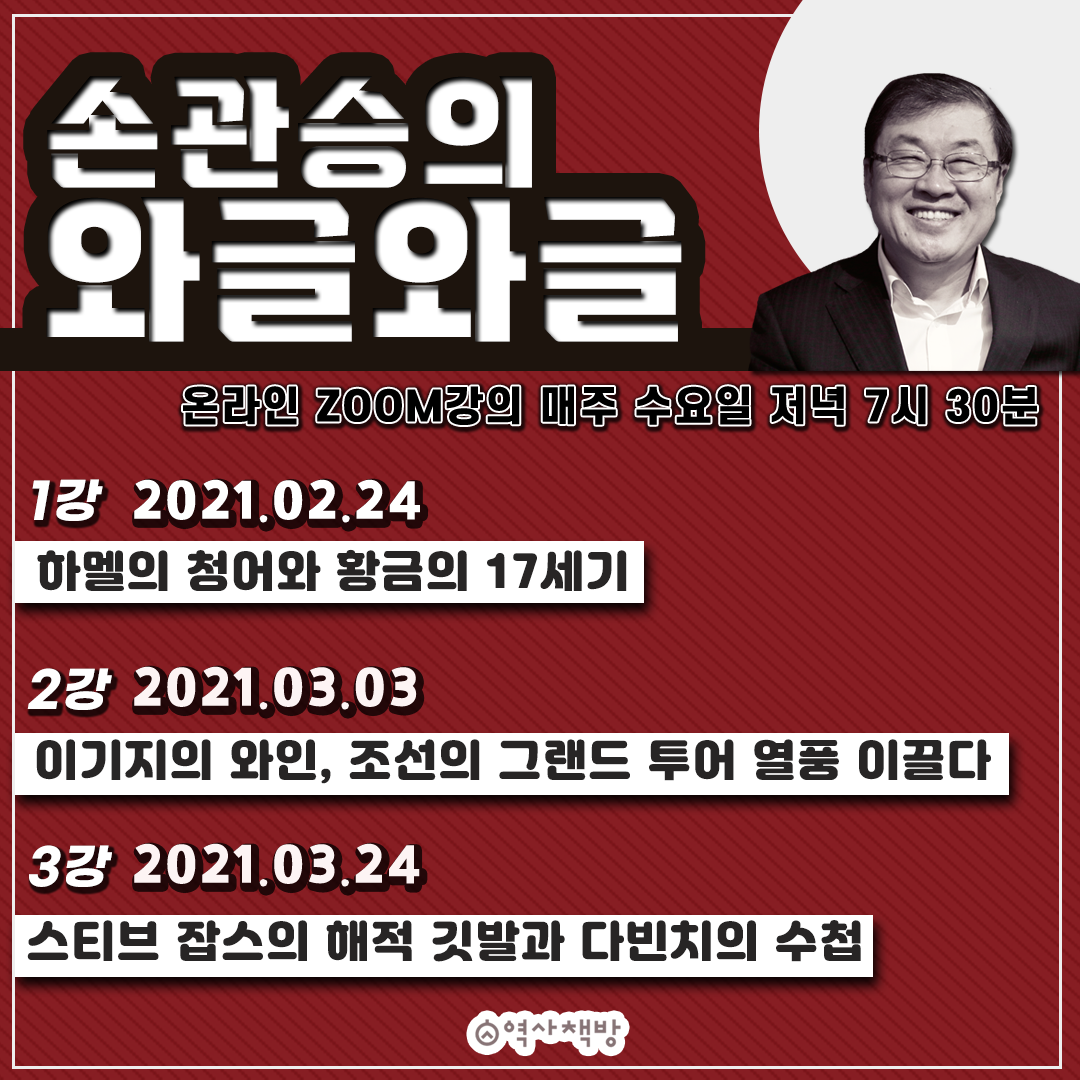 손관승의
와글와글
온라인 ZOOM강의 매주 수요일 저녁 7시 30분
1강 2021.02.24
하멜의 청어와 황금의 17세기
2강 2021.03.03
이기지의 와인, 조선의 그랜드 투어 열풍 이끌다
3강 2021.03.24
스티브 잡스의 해적 깃발과 다빈치의 수첩
역사책방